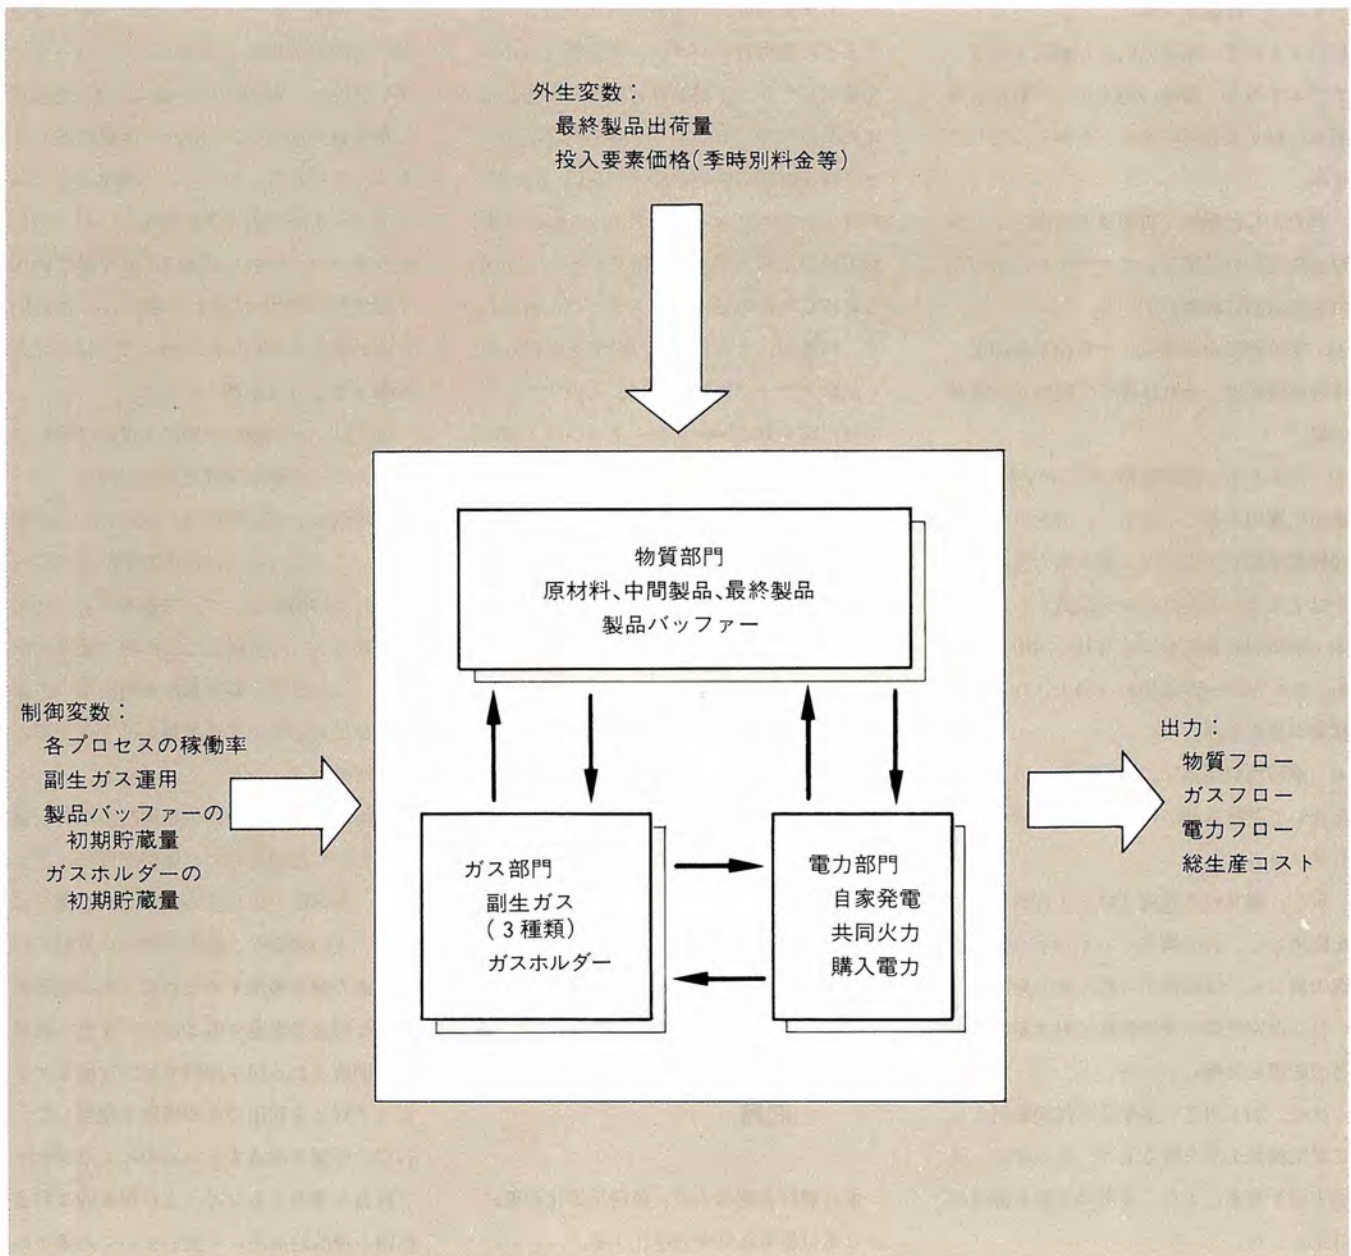 外生変数：
最終製品出荷量
投入要素価格(季時別料金等)
物質部門
原材料、中間製品、最終製品
製品バッファー
制御変数：
各プロセスの稼働率
副生ガス運用
製品バッファーの
初期貯蔵量
ガスホルダーの
初期貯蔵量
ガス部門
副生ガス
(3種類)
ガスホルダー
電力部門
自家発電
共同火力
購入電力
出力：
物質フロー
ガスフロー
電力フロー
総生産コスト